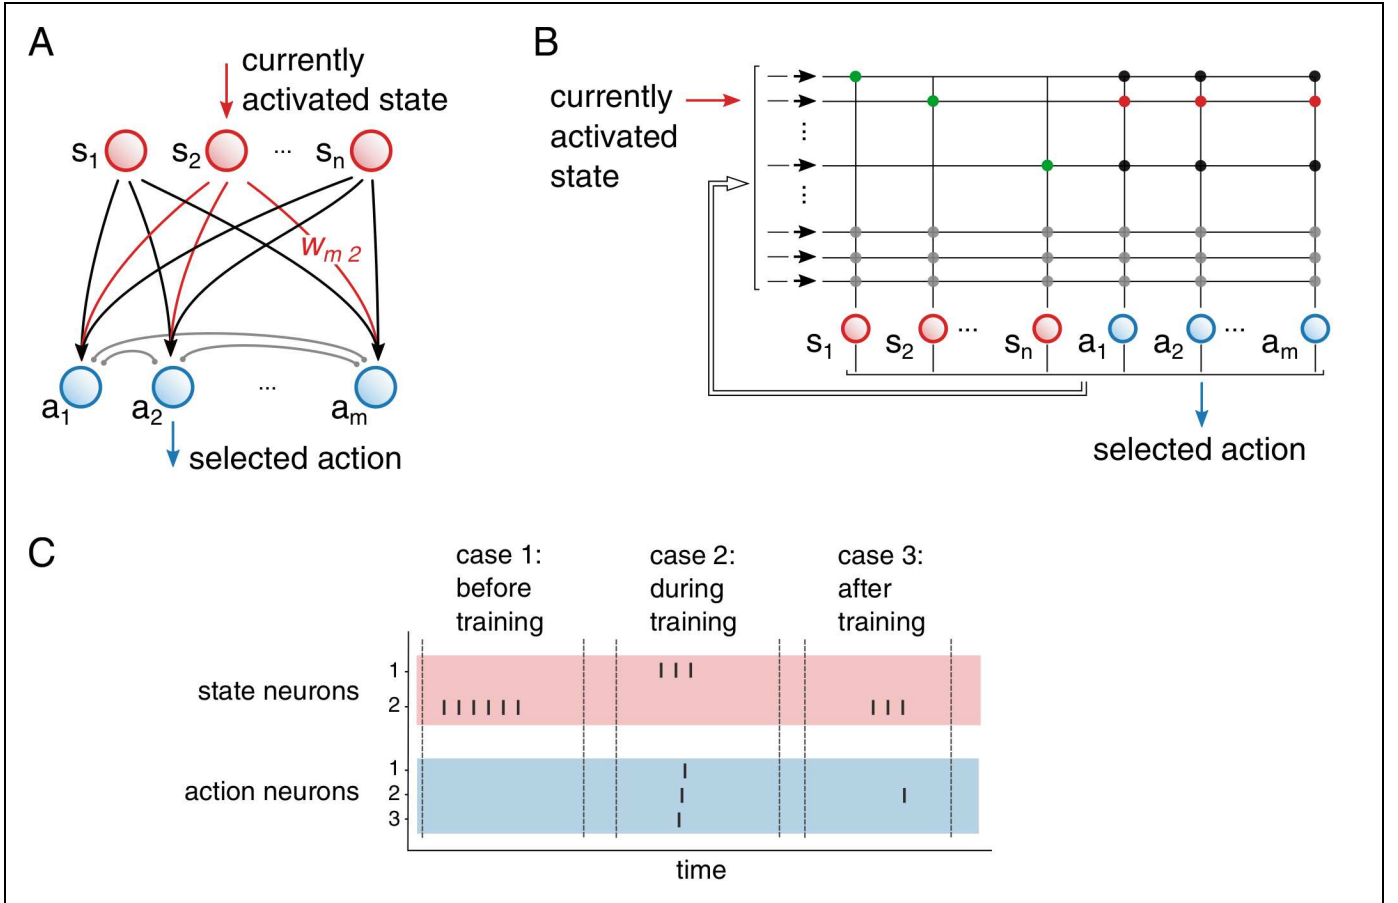 A
currently
activated state
s1 s2 ... sn
wm 2
a1 a2 ... am
selected action
B
currently
activated
state
⋮
⋮
s1 s2 ... sn a1 a2 ... am
selected action
C
case 1:
before
training
case 2:
during
training
case 3:
after
training
state neurons
1
2
action neurons
1
2
3
time